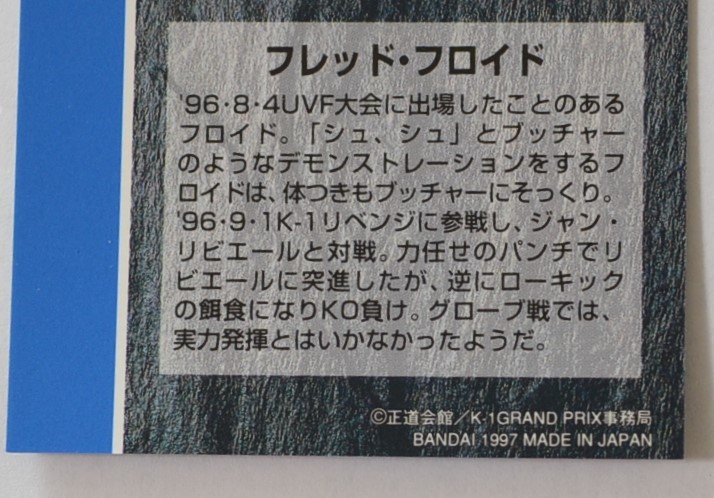 フレッド・フロイド
'96・8・4UVF大会に出場したことのある
フロイド。「シュ、シュ」とブッチャー
のようなデモンストレーションをするフ
ロイドは、体つきもブッチャーにそっくり。
'96・9・1K-1リベンジに参戦し、ジャン・
リビエールと対戦。力任せのパンチでリ
ビエールに突進したが、逆にローキック
の餌食になりKO負け。グローブ戦では、
実力発揮とはいかなかったようだ。
©正道会館/K-1GRAND PRIX事務局
BANDAI 1997 MADE IN JAPAN